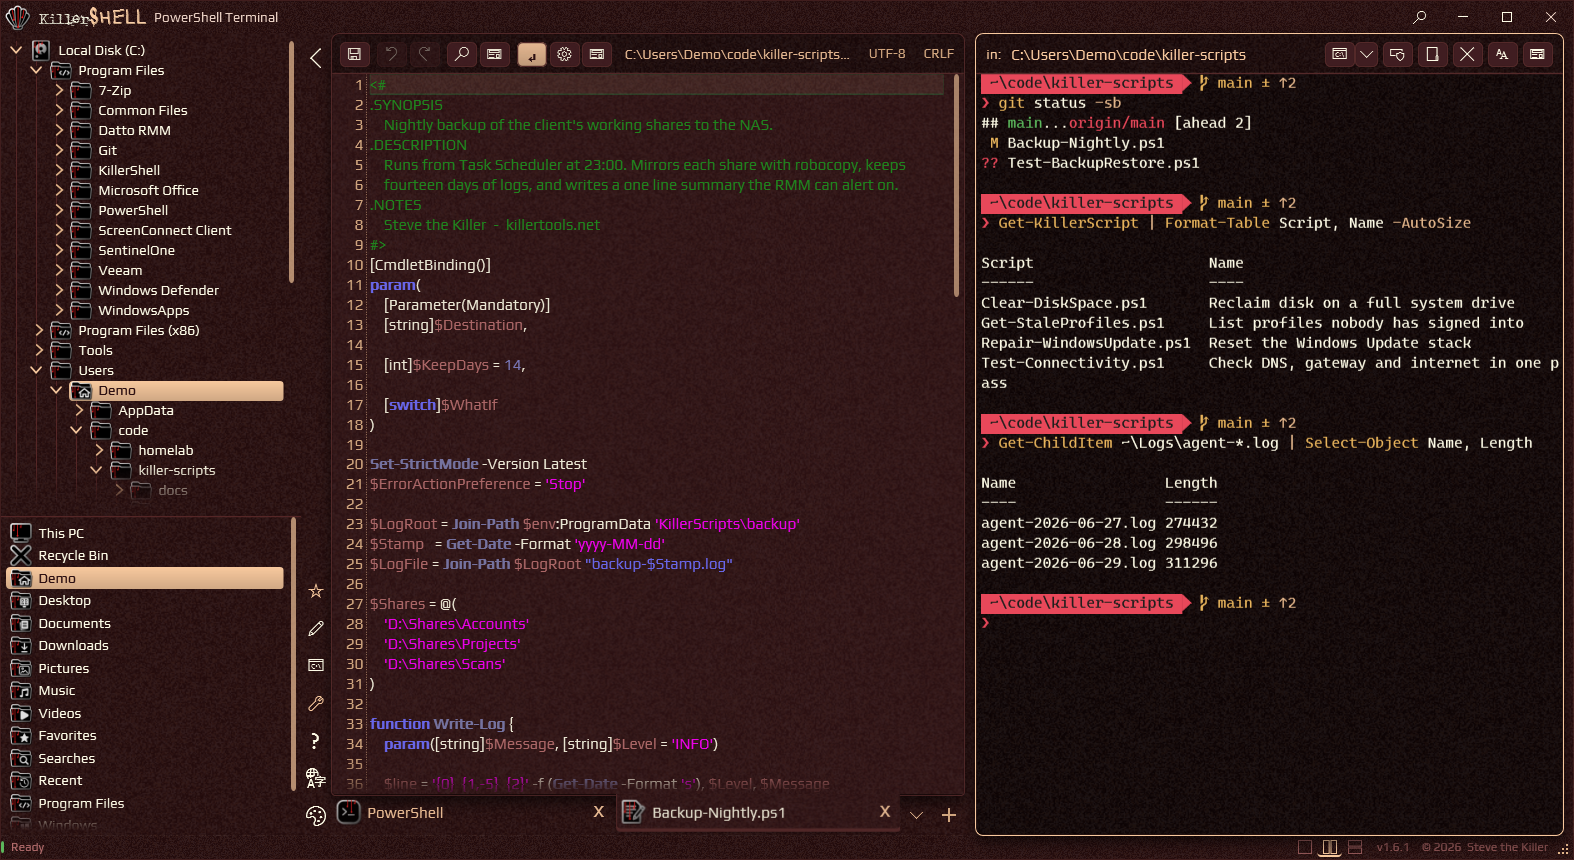 KillerSHELL PowerShell Terminal
Local Disk (C:)
Program Files
7-Zip
Common Files
Datto RMM
Git
KillerShell
Microsoft Office
PowerShell
ScreenConnect Client
SentinelOne
Veeam
Windows Defender
WindowsApps
Program Files (x86)
Tools
Users
Demo
AppData
code
homelab
killer-scripts
docs
This PC
Recycle Bin
Demo
Desktop
Documents
Downloads
Pictures
Music
Videos
Favorites
Searches
Recent
Program Files
Windows
Ready
C:\Users\Demo\code\killer-scripts... UTF-8 CRLF
1 <#
2 .SYNOPSIS
3 Nightly backup of the client's working shares to the NAS.
4 .DESCRIPTION
5 Runs from Task Scheduler at 23:00. Mirrors each share with robocopy, keeps
6 fourteen days of logs, and writes a one line summary the RMM can alert on.
7 .NOTES
8 Steve the Killer - killertools.net
9 #>
10 [CmdletBinding()]
11 param(
12 [Parameter(Mandatory)]
13 [string]$Destination,
14
15 [int]$KeepDays = 14,
16
17 [switch]$WhatIf
18 )
19
20 Set-StrictMode -Version Latest
21 $ErrorActionPreference = 'Stop'
22
23 $LogRoot = Join-Path $env:ProgramData 'KillerScripts\backup'
24 $Stamp = Get-Date -Format 'yyyy-MM-dd'
25 $LogFile = Join-Path $LogRoot "backup-$Stamp.log"
26
27 $Shares = @(
28 'D:\Shares\Accounts'
29 'D:\Shares\Projects'
30 'D:\Shares\Scans'
31 )
32
33 function Write-Log {
34 param([string]$Message, [string]$Level = 'INFO')
35
36 $line = '{0} {1,-5} {2}' -f (Get-Date -Format 's'), $Level, $Message
PowerShell X
Backup-Nightly.ps1 X
in: C:\Users\Demo\code\killer-scripts
~\code\killer-scripts main ± ↑2
❯ git status -sb
## main...origin/main [ahead 2]
M Backup-Nightly.ps1
?? Test-BackupRestore.ps1
~\code\killer-scripts main ± ↑2
❯ Get-KillerScript | Format-Table Script, Name -AutoSize
Script Name
------ ----
Clear-DiskSpace.ps1 Reclaim disk on a full system drive
Get-StaleProfiles.ps1 List profiles nobody has signed into
Repair-WindowsUpdate.ps1 Reset the Windows Update stack
Test-Connectivity.ps1 Check DNS, gateway and internet in one p
ass
~\code\killer-scripts main ± ↑2
❯ Get-ChildItem ~\Logs\agent-*.log | Select-Object Name, Length
Name Length
---- ------
agent-2026-06-27.log 274432
agent-2026-06-28.log 298496
agent-2026-06-29.log 311296
~\code\killer-scripts main ± ↑2
❯
v1.6.1 © 2026 Steve the Killer